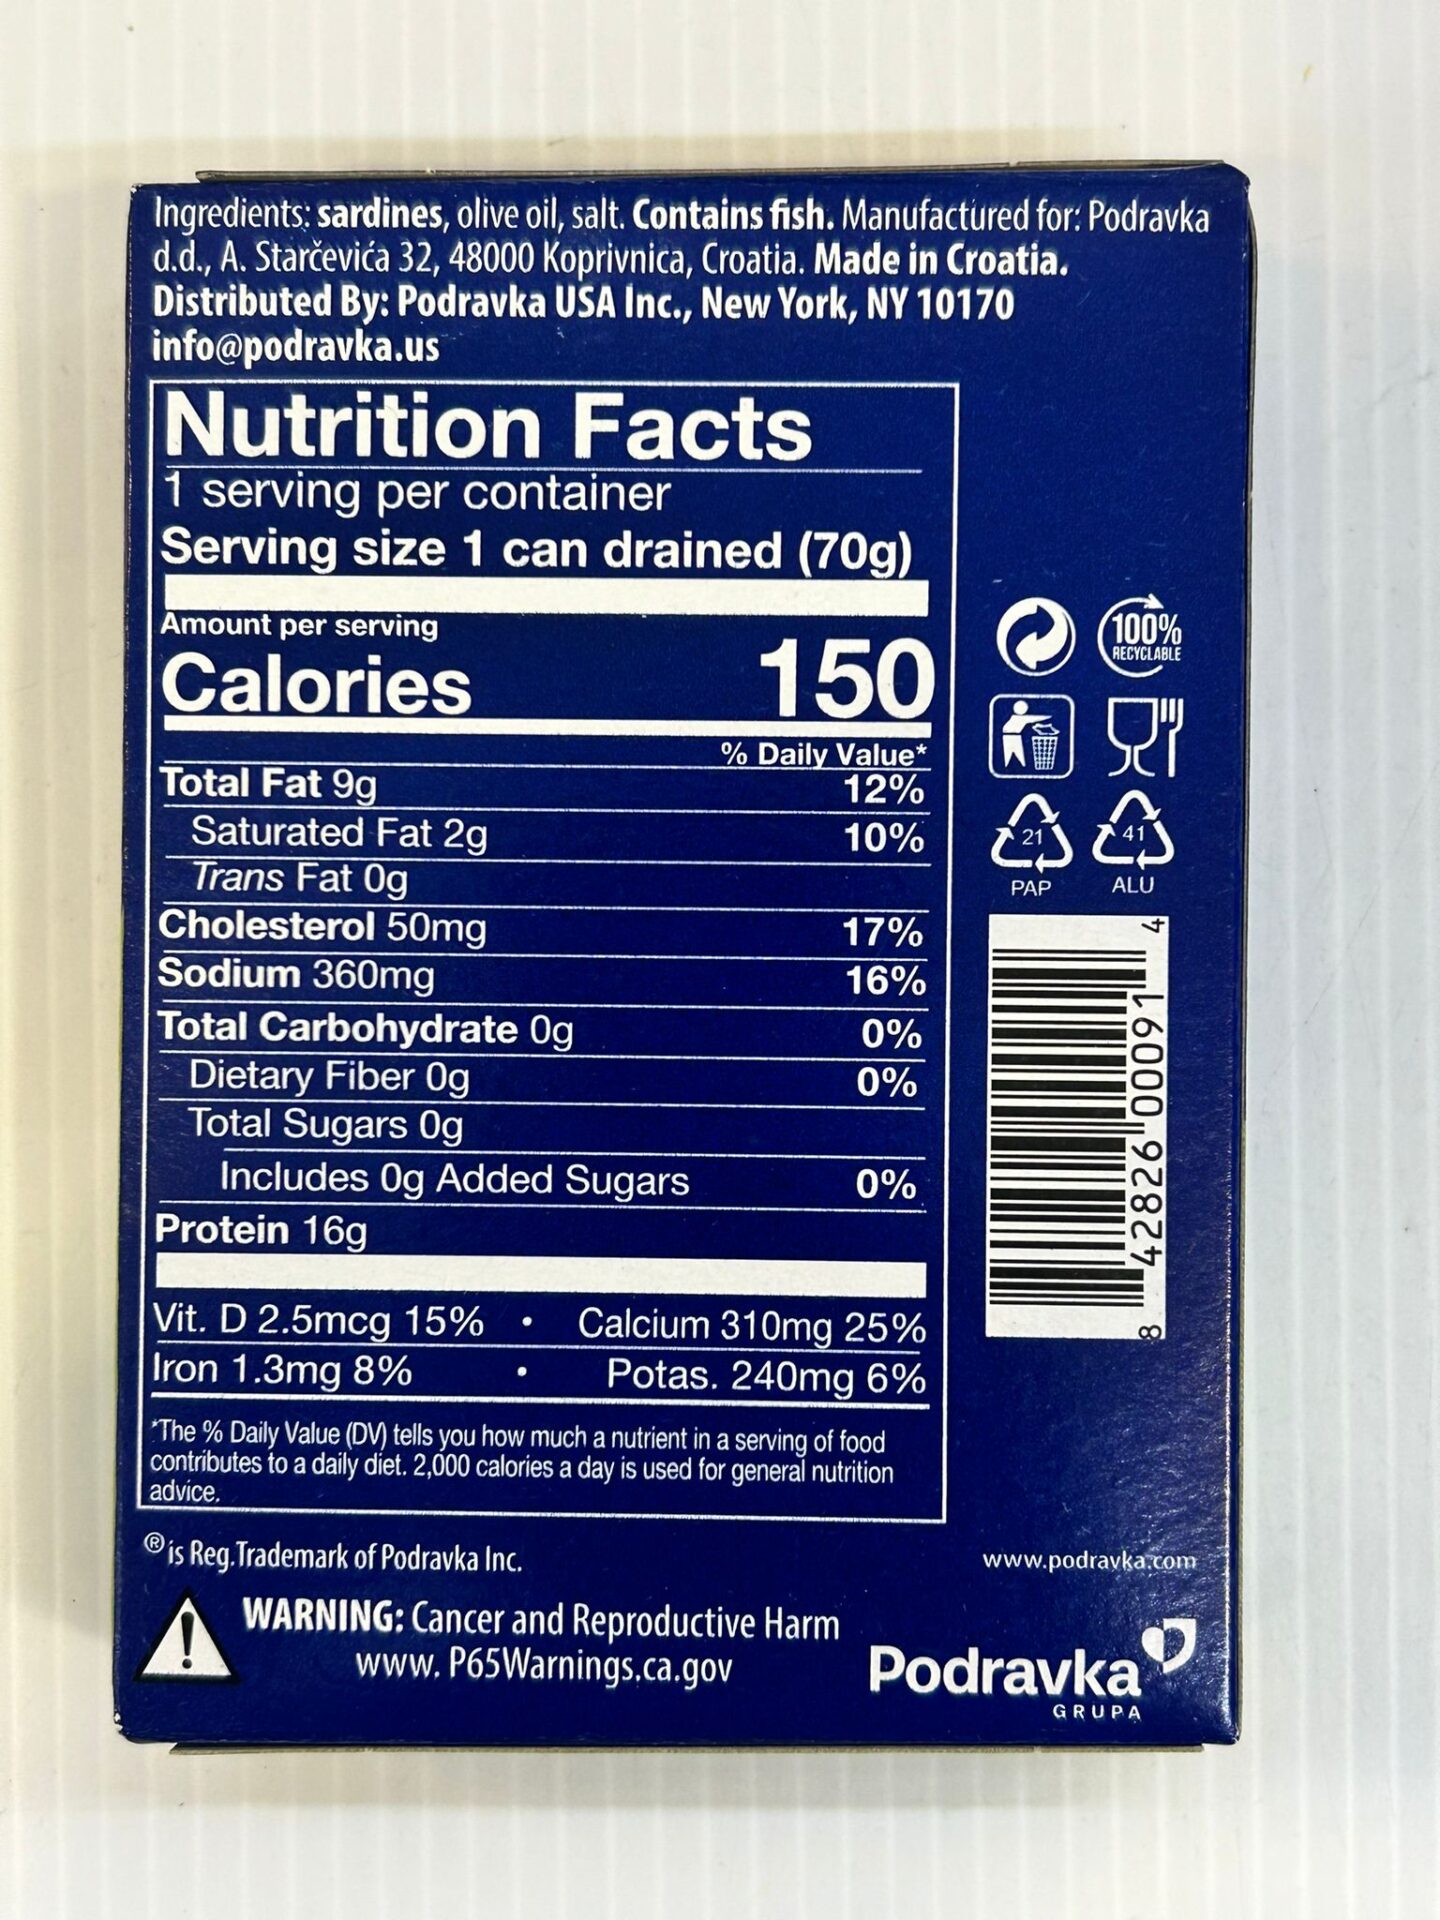 Ingredients: sardines, olive oil, salt. Contains fish. Manufactured for: Podravka
d.d., A. Starčevića 32, 48000 Koprivnica, Croatia. Made in Croatia.
Distributed By: Podravka USA Inc., New York, NY 10170
info@podravka.us
Nutrition Facts
1 serving per container
Serving size 1 can drained (70g)
Amount per serving
Calories 150
% Daily Value*
Total Fat 9g 12%
Saturated Fat 2g 10%
Trans Fat 0g
Cholesterol 50mg 17%
Sodium 360mg 16%
Total Carbohydrate 0g 0%
Dietary Fiber 0g 0%
Total Sugars 0g
Includes 0g Added Sugars 0%
Protein 16g
Vit. D 2.5mcg 15% • Calcium 310mg 25%
Iron 1.3mg 8% • Potas. 240mg 6%
*The % Daily Value (DV) tells you how much a nutrient in a serving of food
contributes to a daily diet. 2,000 calories a day is used for general nutrition
advice.
100%
RECYCLABLE
21
PAP
41
ALU
8 42826 00091 4
® is Reg.Trademark of Podravka Inc.
www.podravka.com
WARNING: Cancer and Reproductive Harm
www. P65Warnings.ca.gov
Podravka
GRUPA